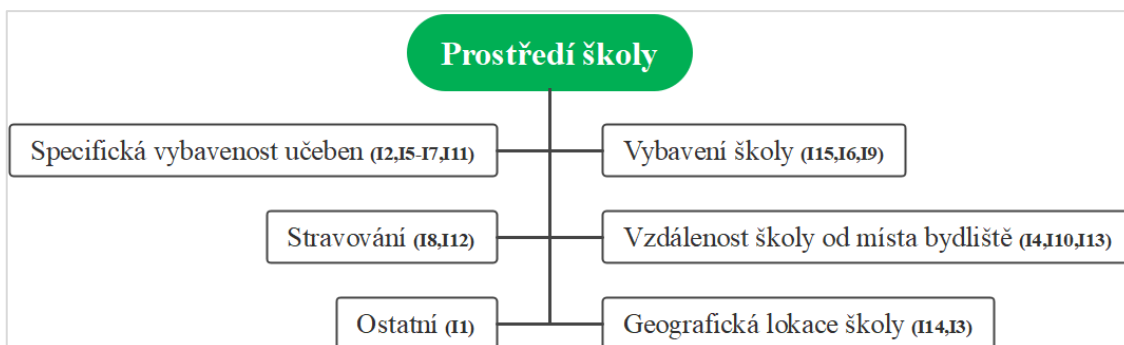 Prostředí školy
Specifická vybavenost učeben (I2,I5-I7,I11)
Vybavení školy (I15,I6,I9)
Stravování (I8,I12)
Vzdálenost školy od místa bydliště (I4,I10,I13)
Ostatní (I1)
Geografická lokace školy (I14,I3)